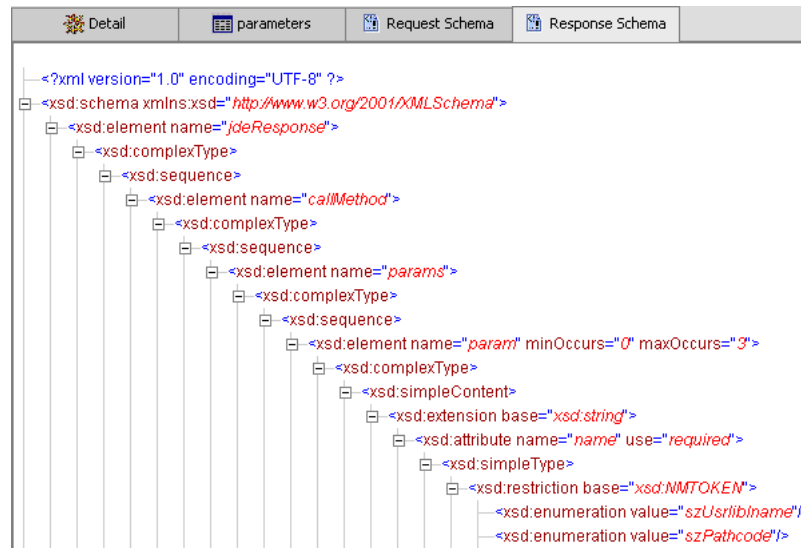 Detail parameters Request Schema Response Schema
<?xml version="1.0" encoding="UTF-8" ?>
<xsd:schema xmlns:xsd="http://www.w3.org/2001/XMLSchema">
<xsd:element name="jdeResponse">
<xsd:complexType>
<xsd:sequence>
<xsd:element name="callMethod">
<xsd:complexType>
<xsd:sequence>
<xsd:element name="params">
<xsd:complexType>
<xsd:sequence>
<xsd:element name="param" minOccurs="0" maxOccurs="3">
<xsd:complexType>
<xsd:simpleContent>
<xsd:extension base="xsd:string">
<xsd:attribute name="name" use="required">
<xsd:simpleType>
<xsd:restriction base="xsd:NMTOKEN">
<xsd:enumeration value="szUsrliblname"/
<xsd:enumeration value="szPathcode"/>